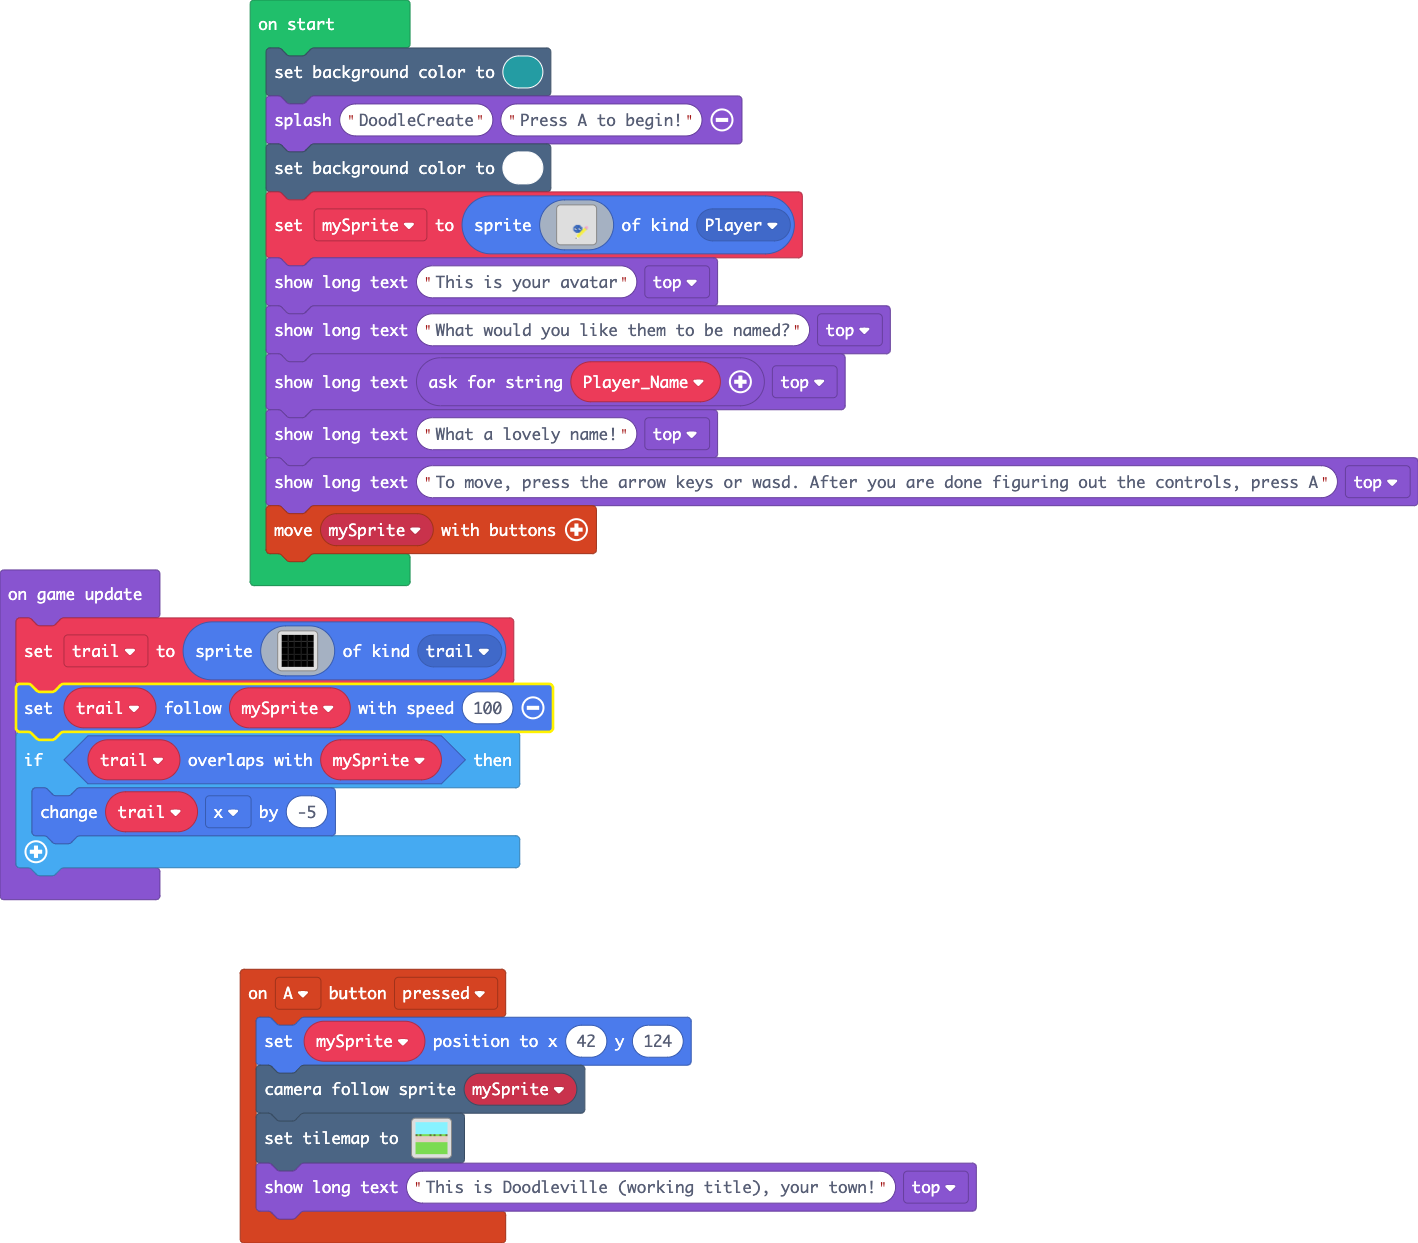 on start
set background color to
splash "DoodleCreate" "Press A to begin!"
set background color to
set mySprite to sprite of kind Player
show long text "This is your avatar" top
show long text "What would you like them to be named?" top
show long text ask for string Player_Name top
show long text "What a lovely name!" top
show long text "To move, press the arrow keys or wasd. After you are done figuring out the controls, press A" top
move mySprite with buttons
on game update
set trail to sprite of kind trail
set trail follow mySprite with speed 100
if trail overlaps with mySprite then
change trail x by -5
on A button pressed
set mySprite position to x 42 y 124
camera follow sprite mySprite
set tilemap to
show long text "This is Doodleville (working title), your town!" top